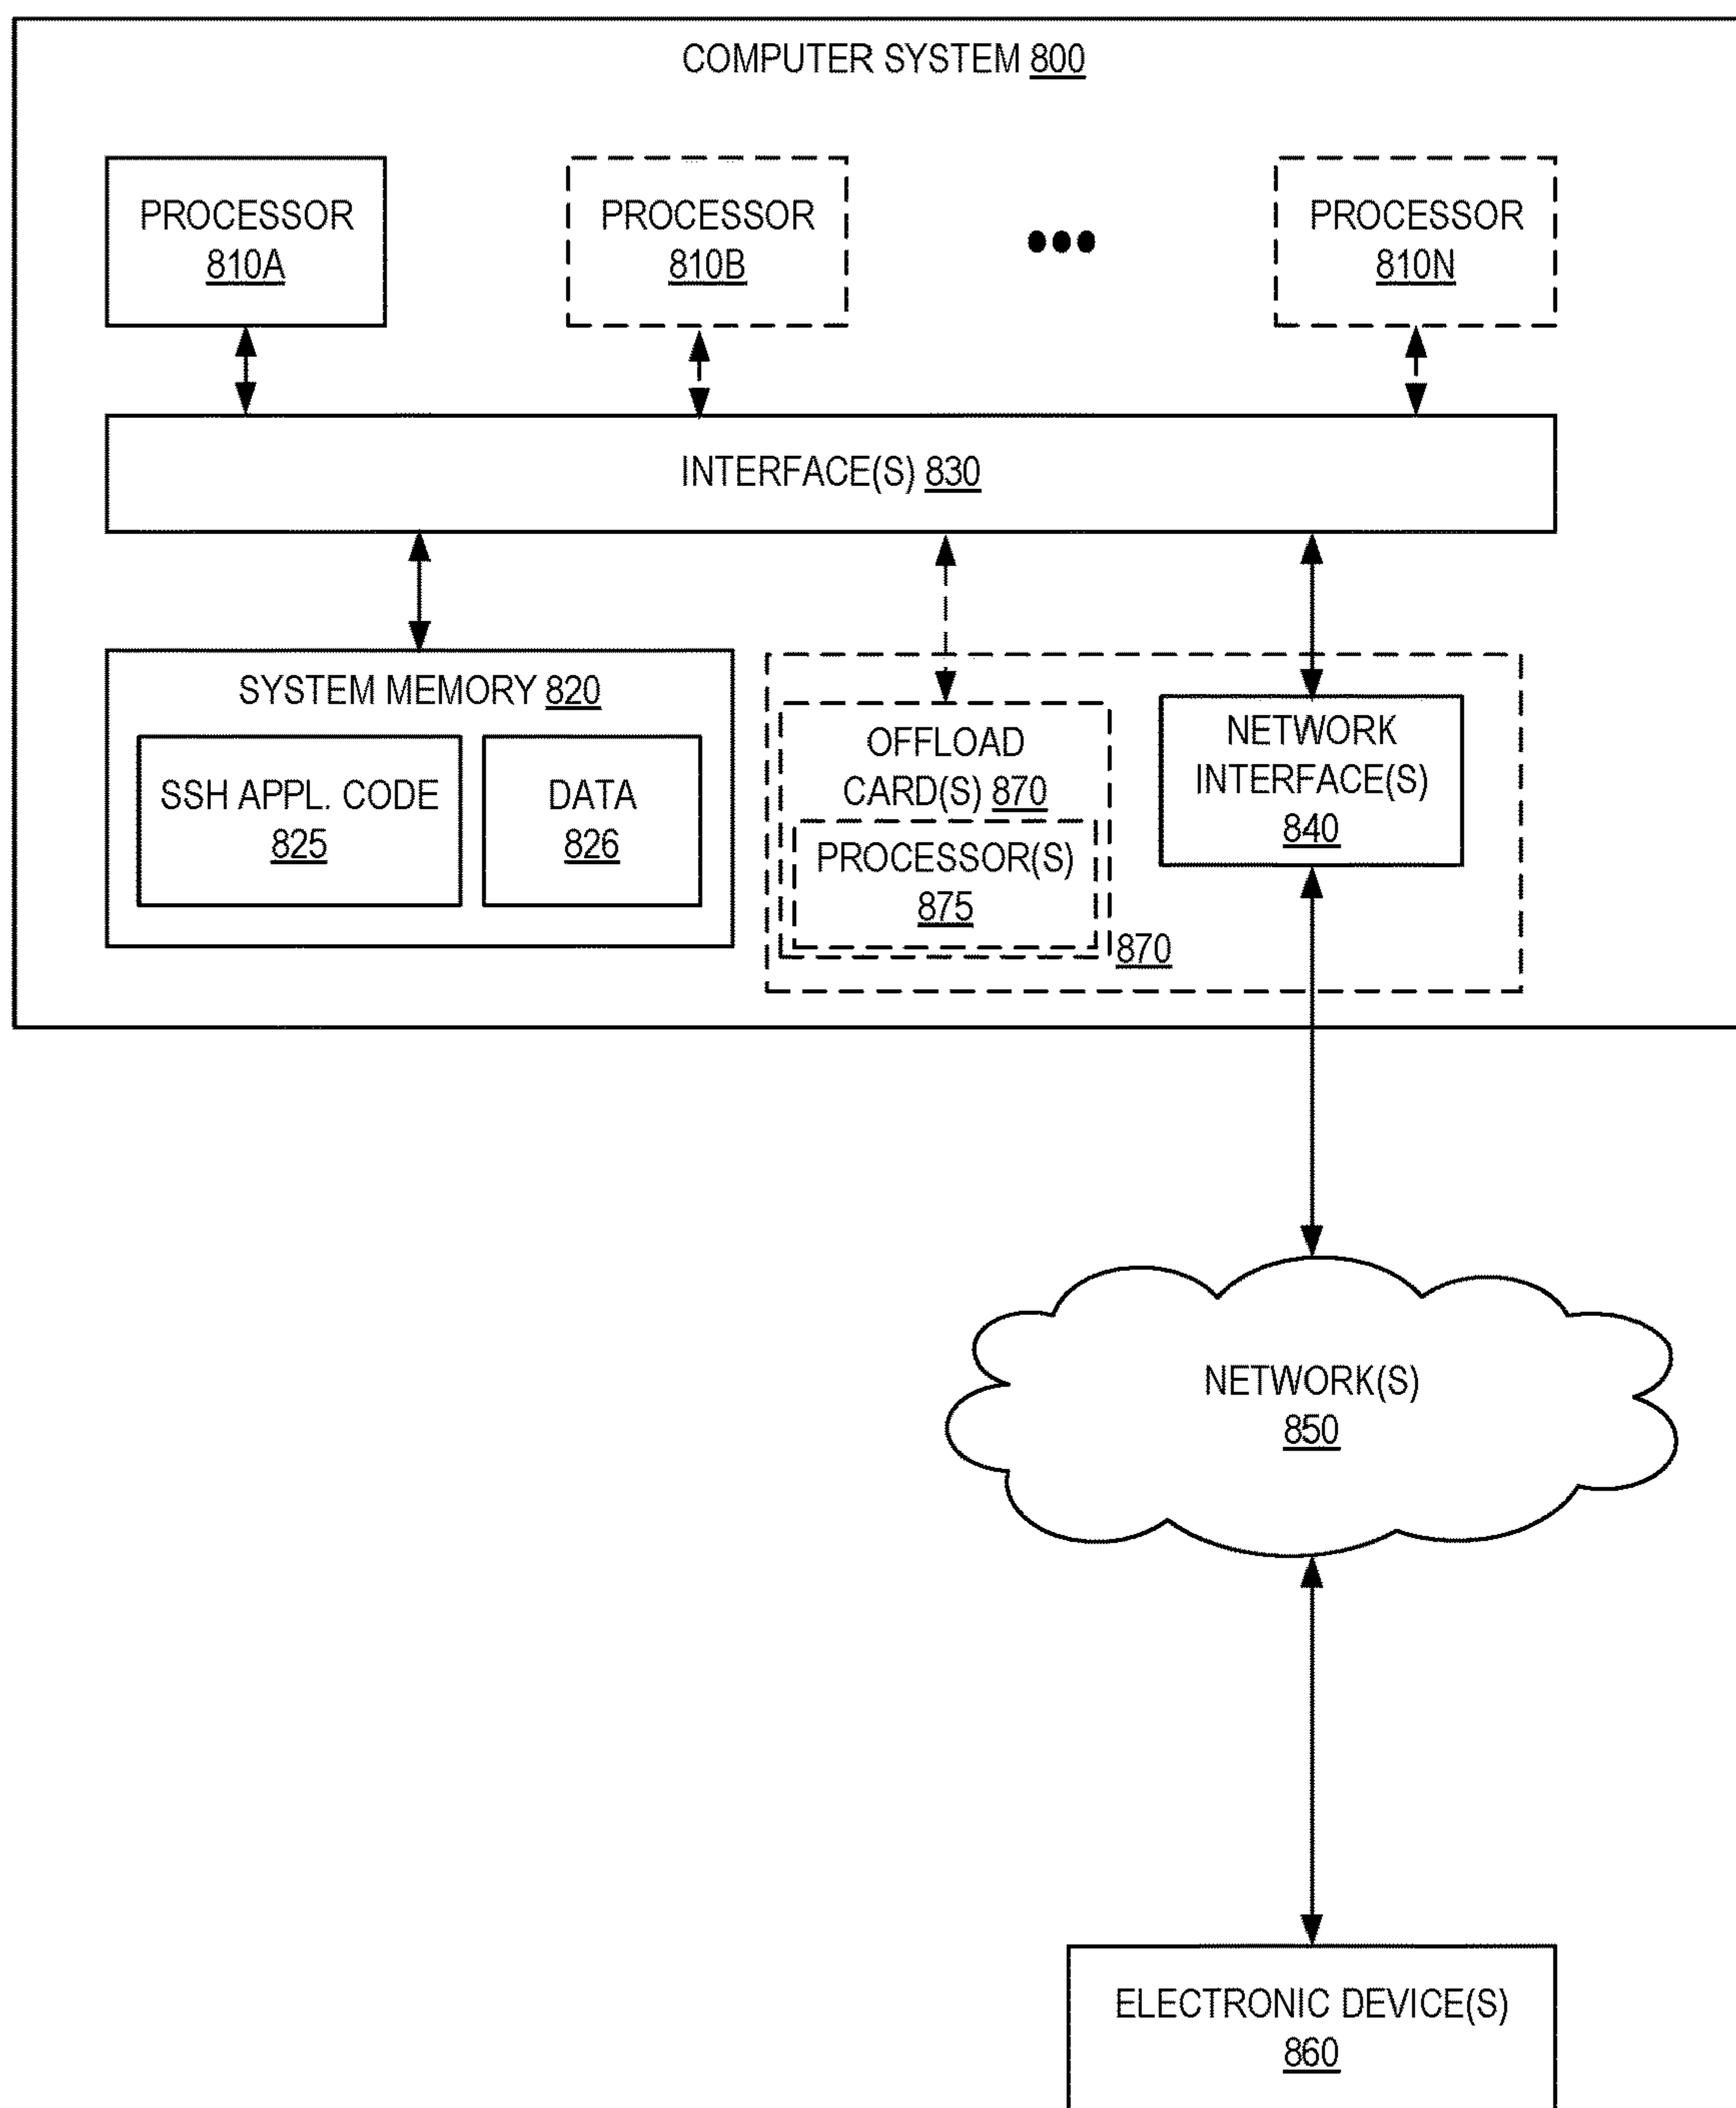 COMPUTER SYSTEM 800
PROCESSOR
810A
PROCESSOR
810B
PROCESSOR
810N
INTERFACE(S) 830
SYSTEM MEMORY 820
SSH APPL. CODE
825
DATA
826
OFFLOAD
CARD(S) 870
PROCESSOR(S)
875
870
NETWORK
INTERFACE(S)
840
NETWORK(S)
850
ELECTRONIC DEVICE(S)
860